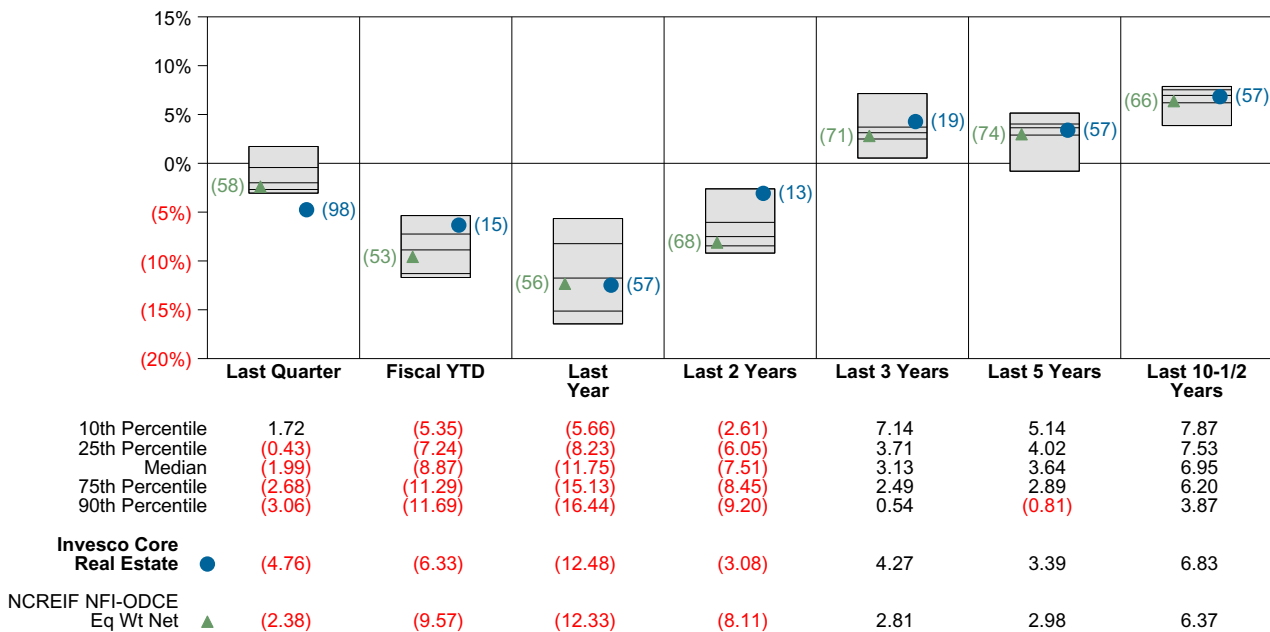 15%
10%
5%
0%
(5%)
(10%)
(15%)
(20%)
(58) (98)
(53) (15)
(56) (57)
(68) (13)
(71) (19)
(74) (57)
(66) (57)
Last Quarter Fiscal YTD Last Year Last 2 Years Last 3 Years Last 5 Years Last 10-1/2 Years
10th Percentile 1.72 (5.35) (5.66) (2.61) 7.14 5.14 7.87
25th Percentile (0.43) (7.24) (8.23) (6.05) 3.71 4.02 7.53
Median (1.99) (8.87) (11.75) (7.51) 3.13 3.64 6.95
75th Percentile (2.68) (11.29) (15.13) (8.45) 2.49 2.89 6.20
90th Percentile (3.06) (11.69) (16.44) (9.20) 0.54 (0.81) 3.87
Invesco Core
Real Estate (4.76) (6.33) (12.48) (3.08) 4.27 3.39 6.83
NCREIF NFI-ODCE
Eq Wt Net (2.38) (9.57) (12.33) (8.11) 2.81 2.98 6.37